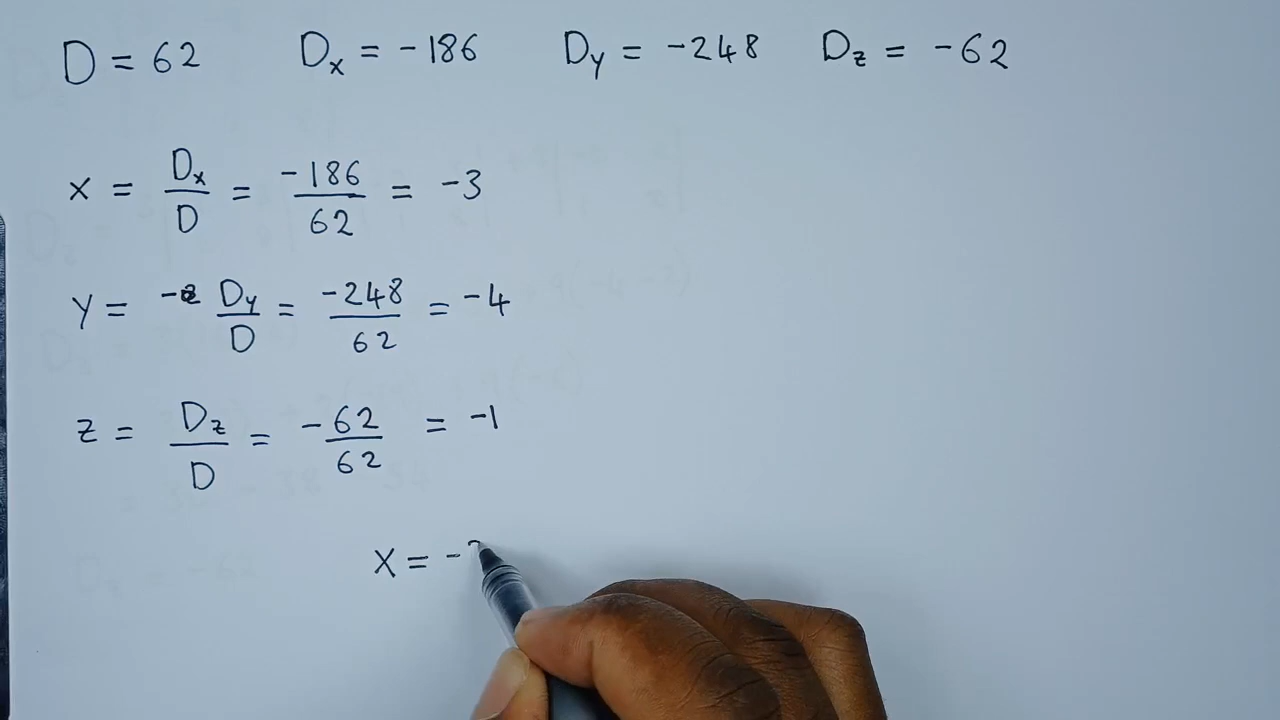 D = 62 Dx = -186 Dy = -248 Dz = -62
x = Dx/D = -186/62 = -3
y = - Dy/D = -248/62 = -4
z = Dz/D = -62/62 = -1
x = -